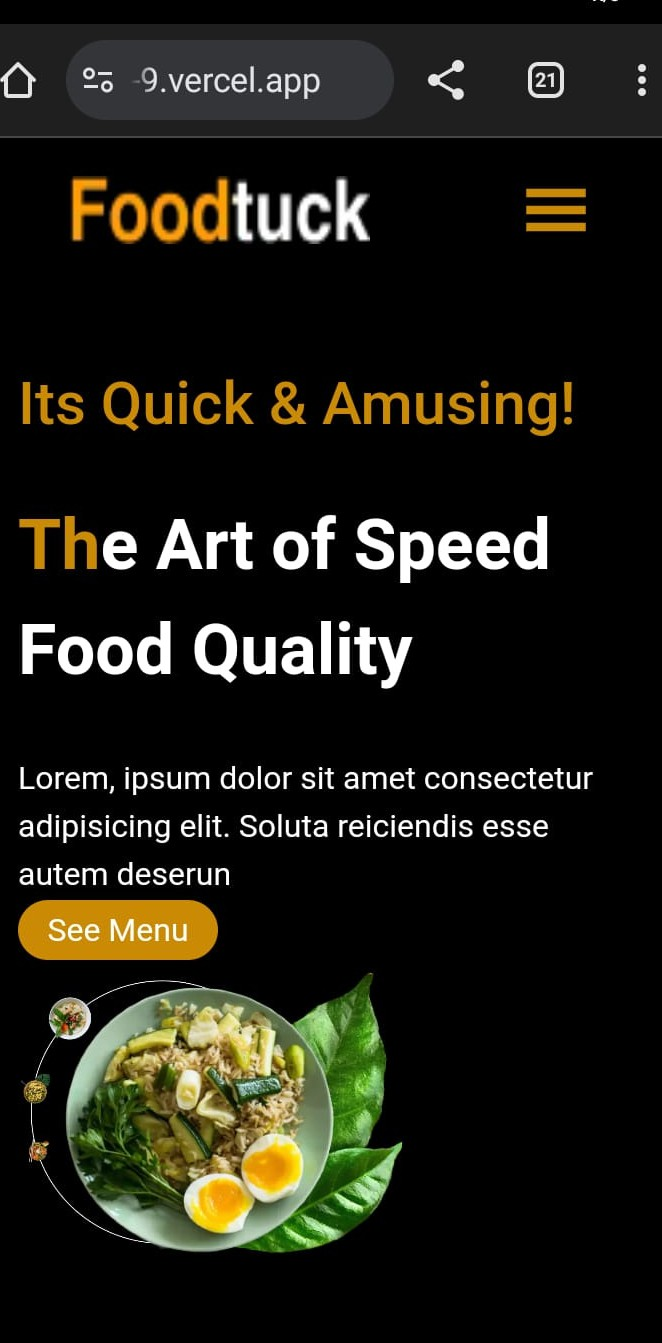 -9.vercel.app
21
Foodtuck
Its Quick & Amusing!
The Art of Speed
Food Quality
Lorem, ipsum dolor sit amet consectetur
adipisicing elit. Soluta reiciendis esse
autem deserun
See Menu